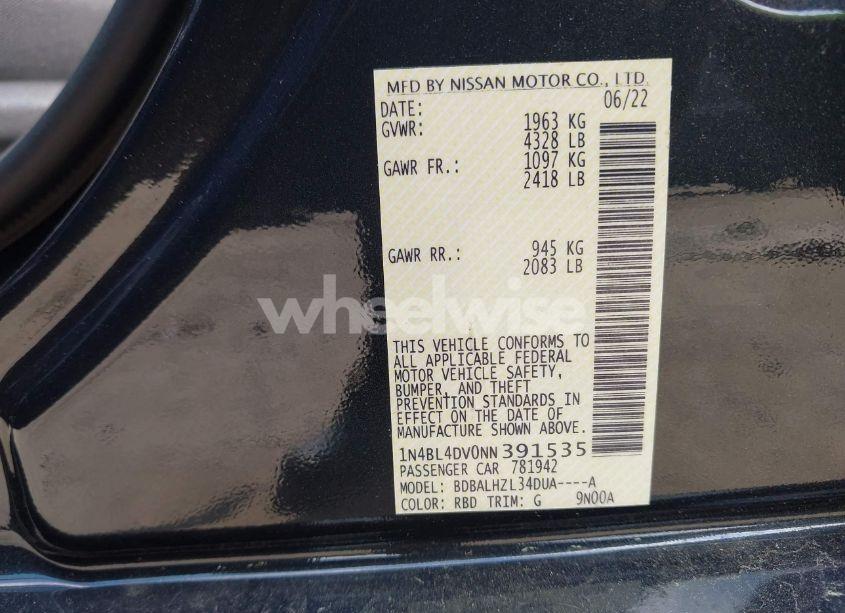 MFD BY NISSAN MOTOR CO., LTD.
DATE: 06/22
GVWR: 1963 KG
4328 LB
GAWR FR.: 1097 KG
2418 LB
GAWR RR.: 945 KG
2083 LB
wheelwise
THIS VEHICLE CONFORMS TO
ALL APPLICABLE FEDERAL
MOTOR VEHICLE SAFETY,
BUMPER, AND THEFT
PREVENTION STANDARDS IN
EFFECT ON THE DATE OF
MANUFACTURE SHOWN ABOVE.
1N4BL4DV0NN391535
PASSENGER CAR 781942
MODEL: BDBALHZL34DUA----A
COLOR: RBD TRIM: G 9N00A